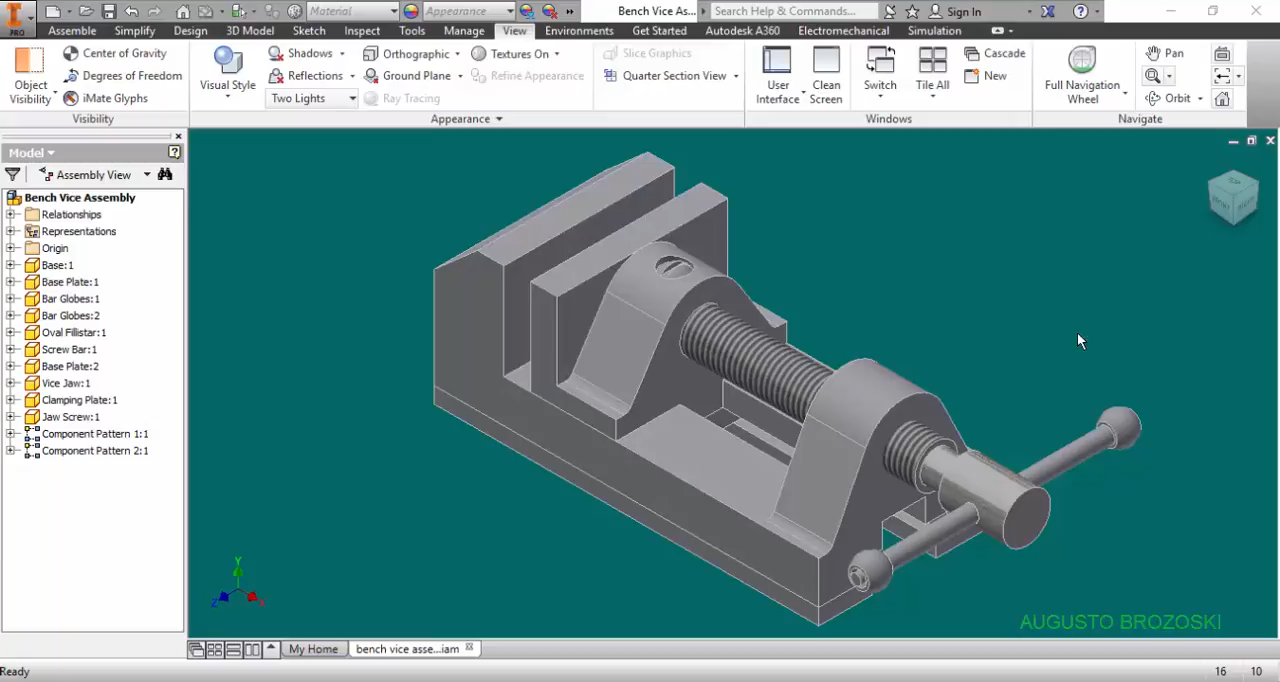 PRO
Material
Appearance
Bench Vice As...
Search Help & Commands...
Sign In
Assembly Simplify Design 3D Model Sketch Inspect Tools Manage View Environments Get Started Autodesk A360 Electromechanical Simulation
Object Visibility
Center of Gravity
Degrees of Freedom
iMate Glyphs
Visibility
Visual Style
Shadows
Reflections
Two Lights
Orthographic
Ground Plane
Ray Tracing
Textures On
Refine Appearance
Appearance
Slice Graphics
Quarter Section View
User Interface
Clean Screen
Switch
Tile All
Cascade
New
Windows
Full Navigation Wheel
Pan
Orbit
Navigate
Model
Assembly View
Bench Vice Assembly
Relationships
Representations
Origin
Base:1
Base Plate:1
Bar Globes:1
Bar Globes:2
Oval Fillistar:1
Screw Bar:1
Base Plate:2
Vice Jaw:1
Clamping Plate:1
Jaw Screw:1
Component Pattern 1:1
Component Pattern 2:1
TOP
FRONT
RIGHT
Y
Z
X
AUGUSTO BROZOSKI
My Home
bench vice asse...iam
Ready
16 10